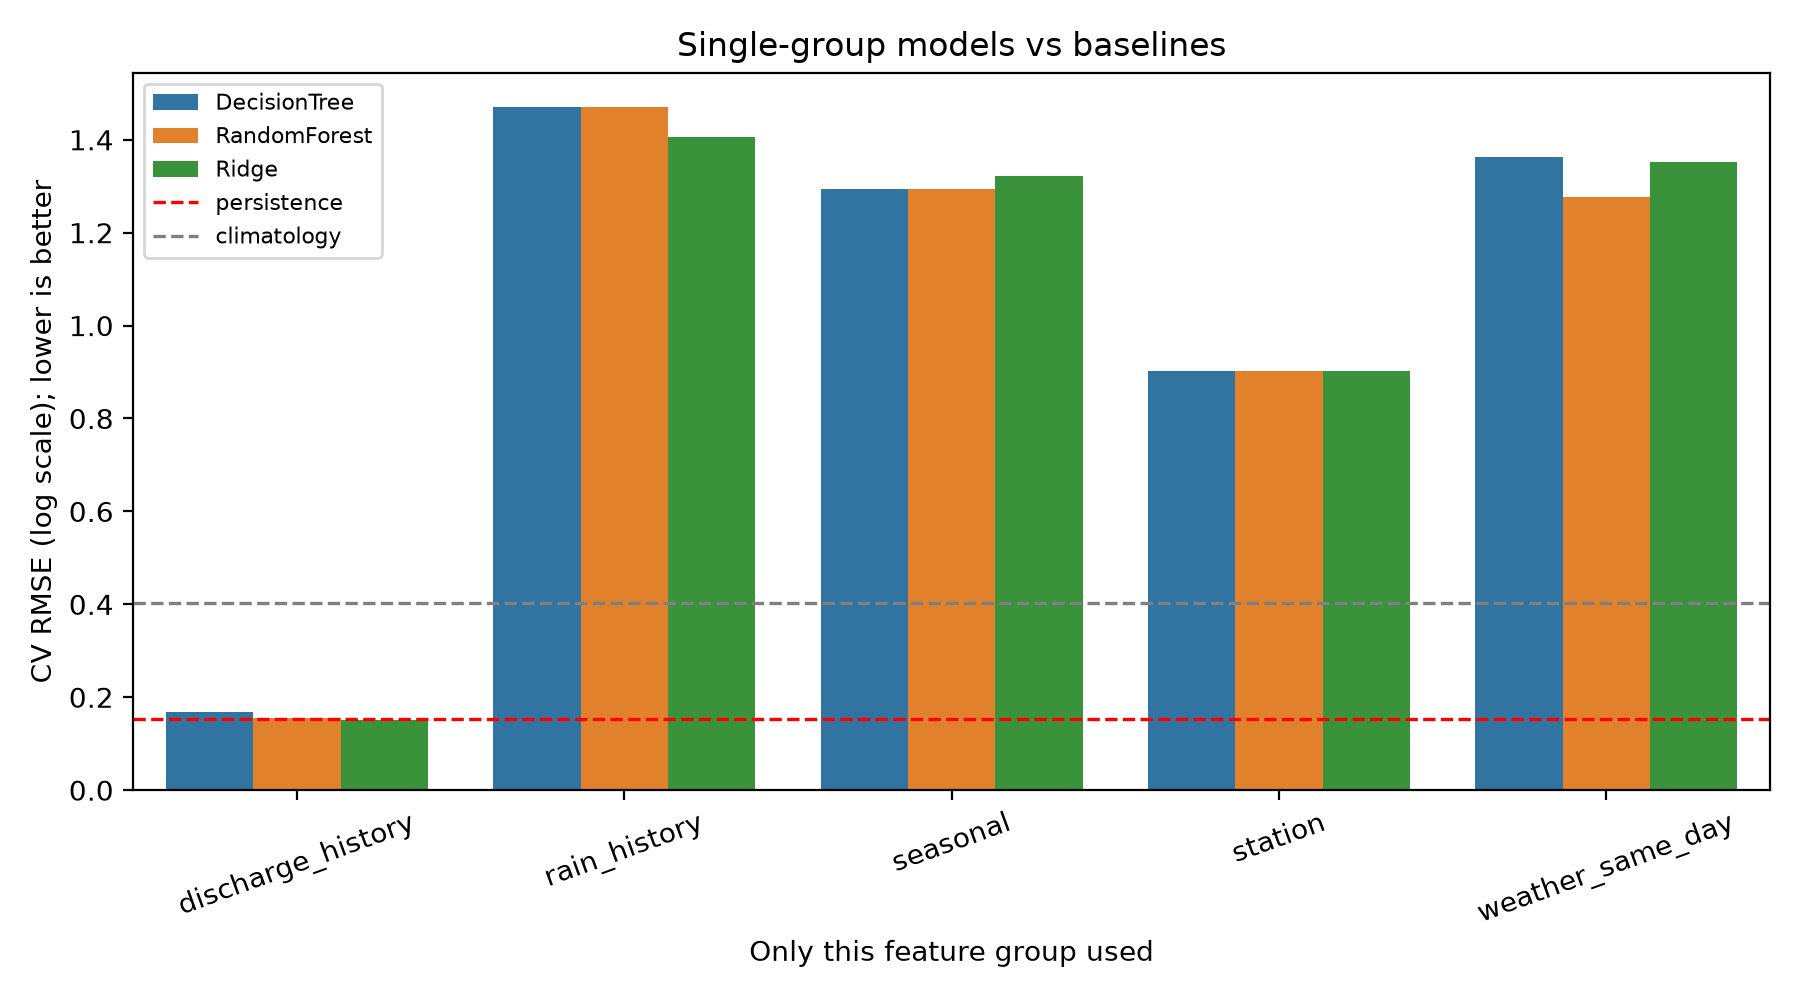 Single-group models vs baselines
DecisionTree
RandomForest
Ridge
persistence
climatology
CV RMSE (log scale); lower is better
1.4
1.2
1.0
0.8
0.6
0.4
0.2
0.0
discharge_history
rain_history
seasonal
station
weather_same_day
Only this feature group used